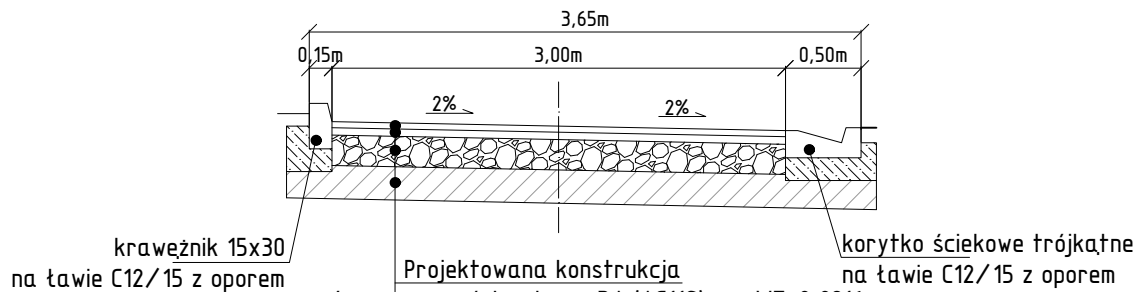 3,65m
0,15m 3,00m 0,50m
2% 2%
krawężnik 15x30
na ławie C12/15 z oporem
Projektowana konstrukcja
korytko ściekowe trójkątne
na ławie C12/15 z oporem